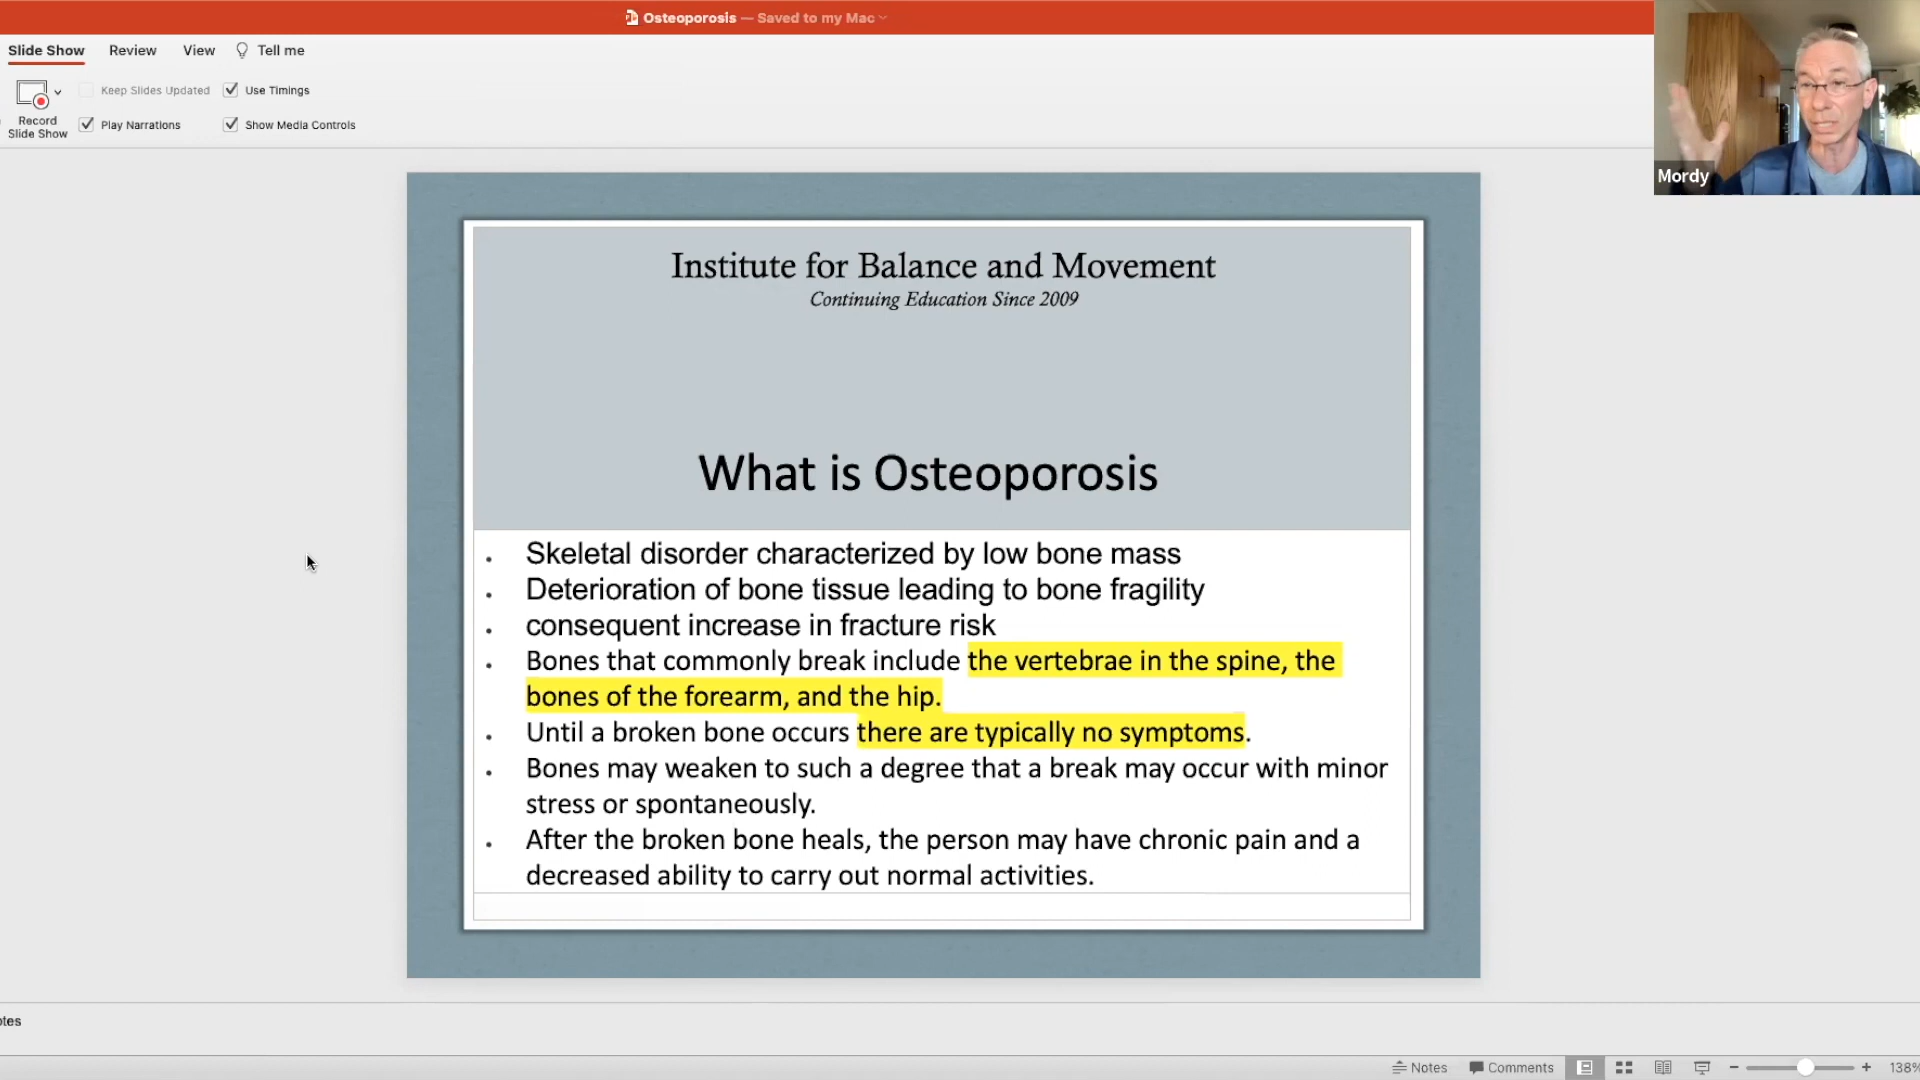 Osteoporosis — Saved to my Mac
Slide Show Review View Tell me
Keep Slides Updated Use Timings
Record
Slide Show
Play Narrations Show Media Controls
Mordy
Institute for Balance and Movement
Continuing Education Since 2009
What is Osteoporosis
• Skeletal disorder characterized by low bone mass
• Deterioration of bone tissue leading to bone fragility
• consequent increase in fracture risk
• Bones that commonly break include the vertebrae in the spine, the
bones of the forearm, and the hip.
• Until a broken bone occurs there are typically no symptoms.
• Bones may weaken to such a degree that a break may occur with minor
stress or spontaneously.
• After the broken bone heals, the person may have chronic pain and a
decreased ability to carry out normal activities.
otes
Notes Comments 138%